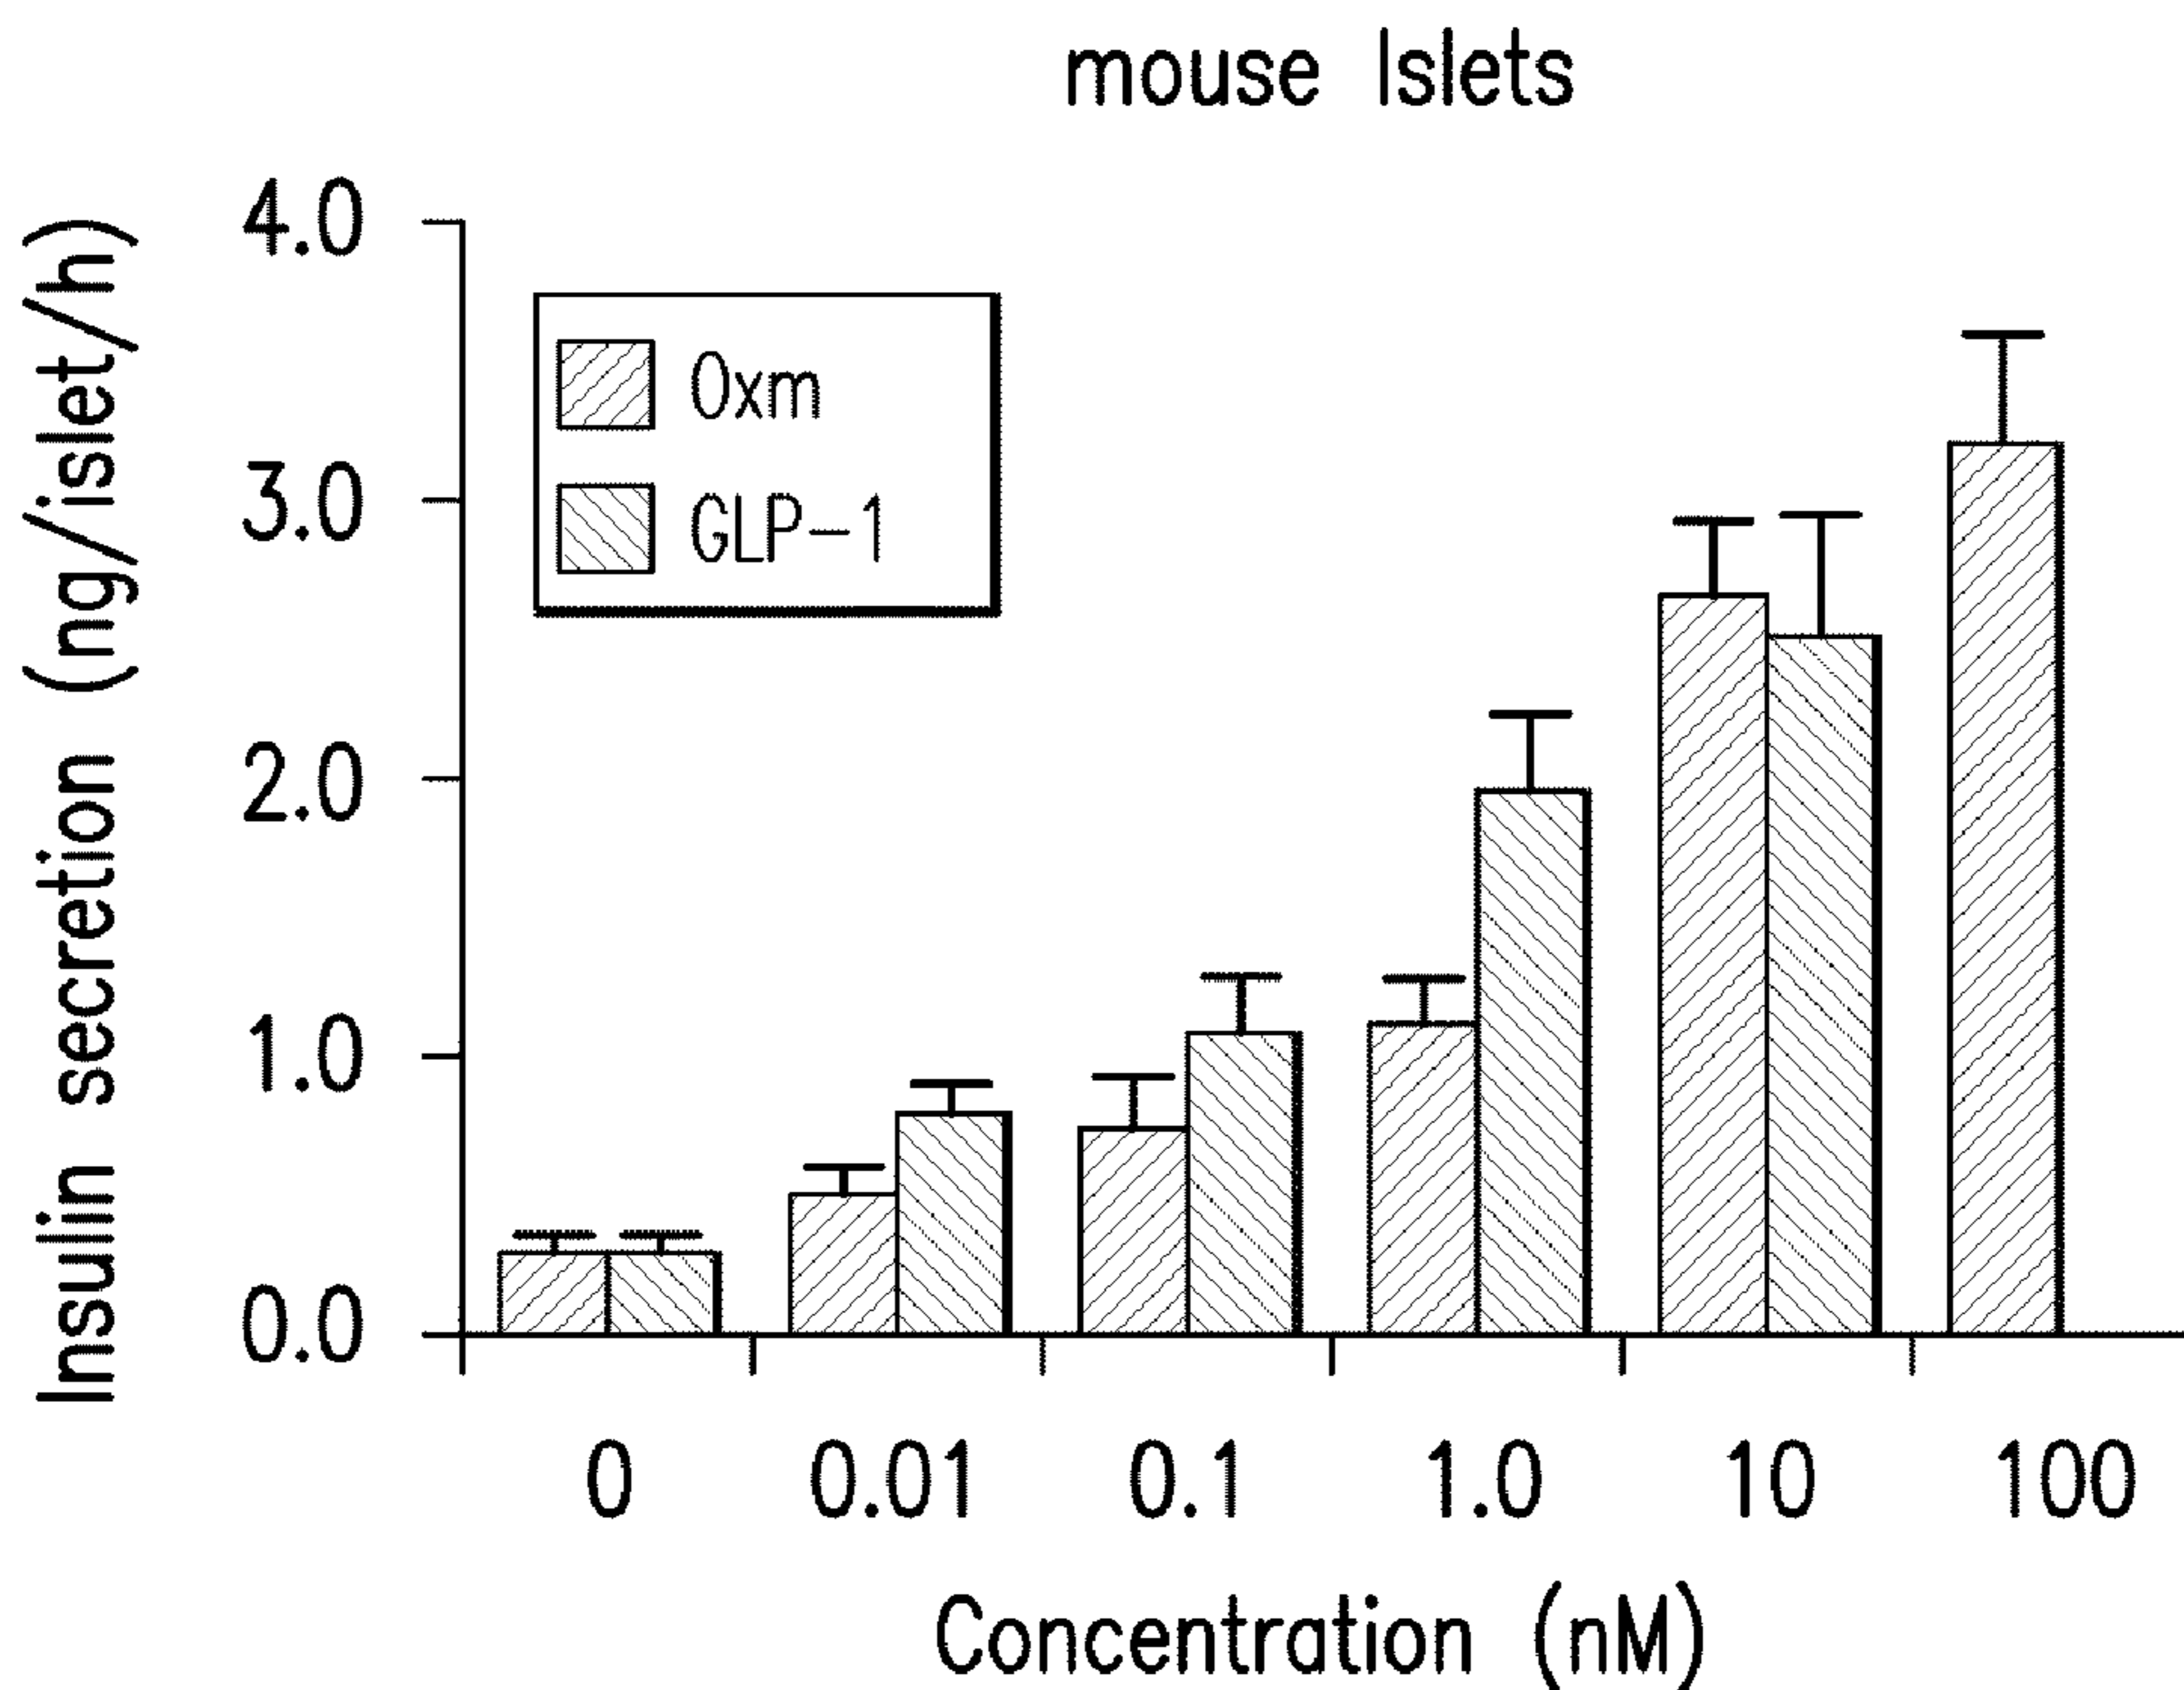 mouse Islets
Insulin secretion (ng/islet/h)
4.0
3.0
2.0
1.0
0.0
Oxm
GLP-1
0
0.01
0.1
1.0
10
100
Concentration (nM)